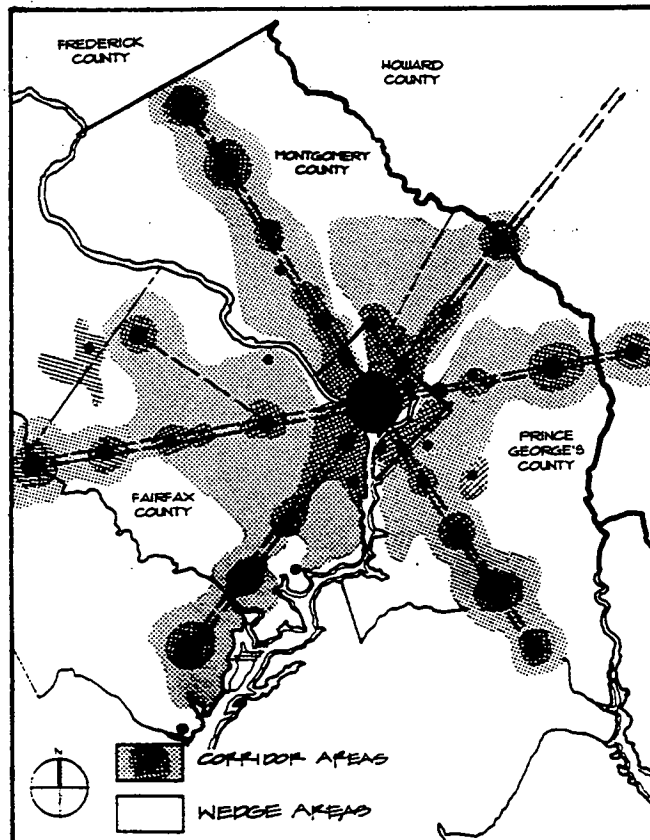 FREDERICK
COUNTY
HOWARD
COUNTY
MONTGOMERY
COUNTY
PRINCE
GEORGE'S
COUNTY
FAIRFAX
COUNTY
N
CORRIDOR AREAS
WEDGE AREAS